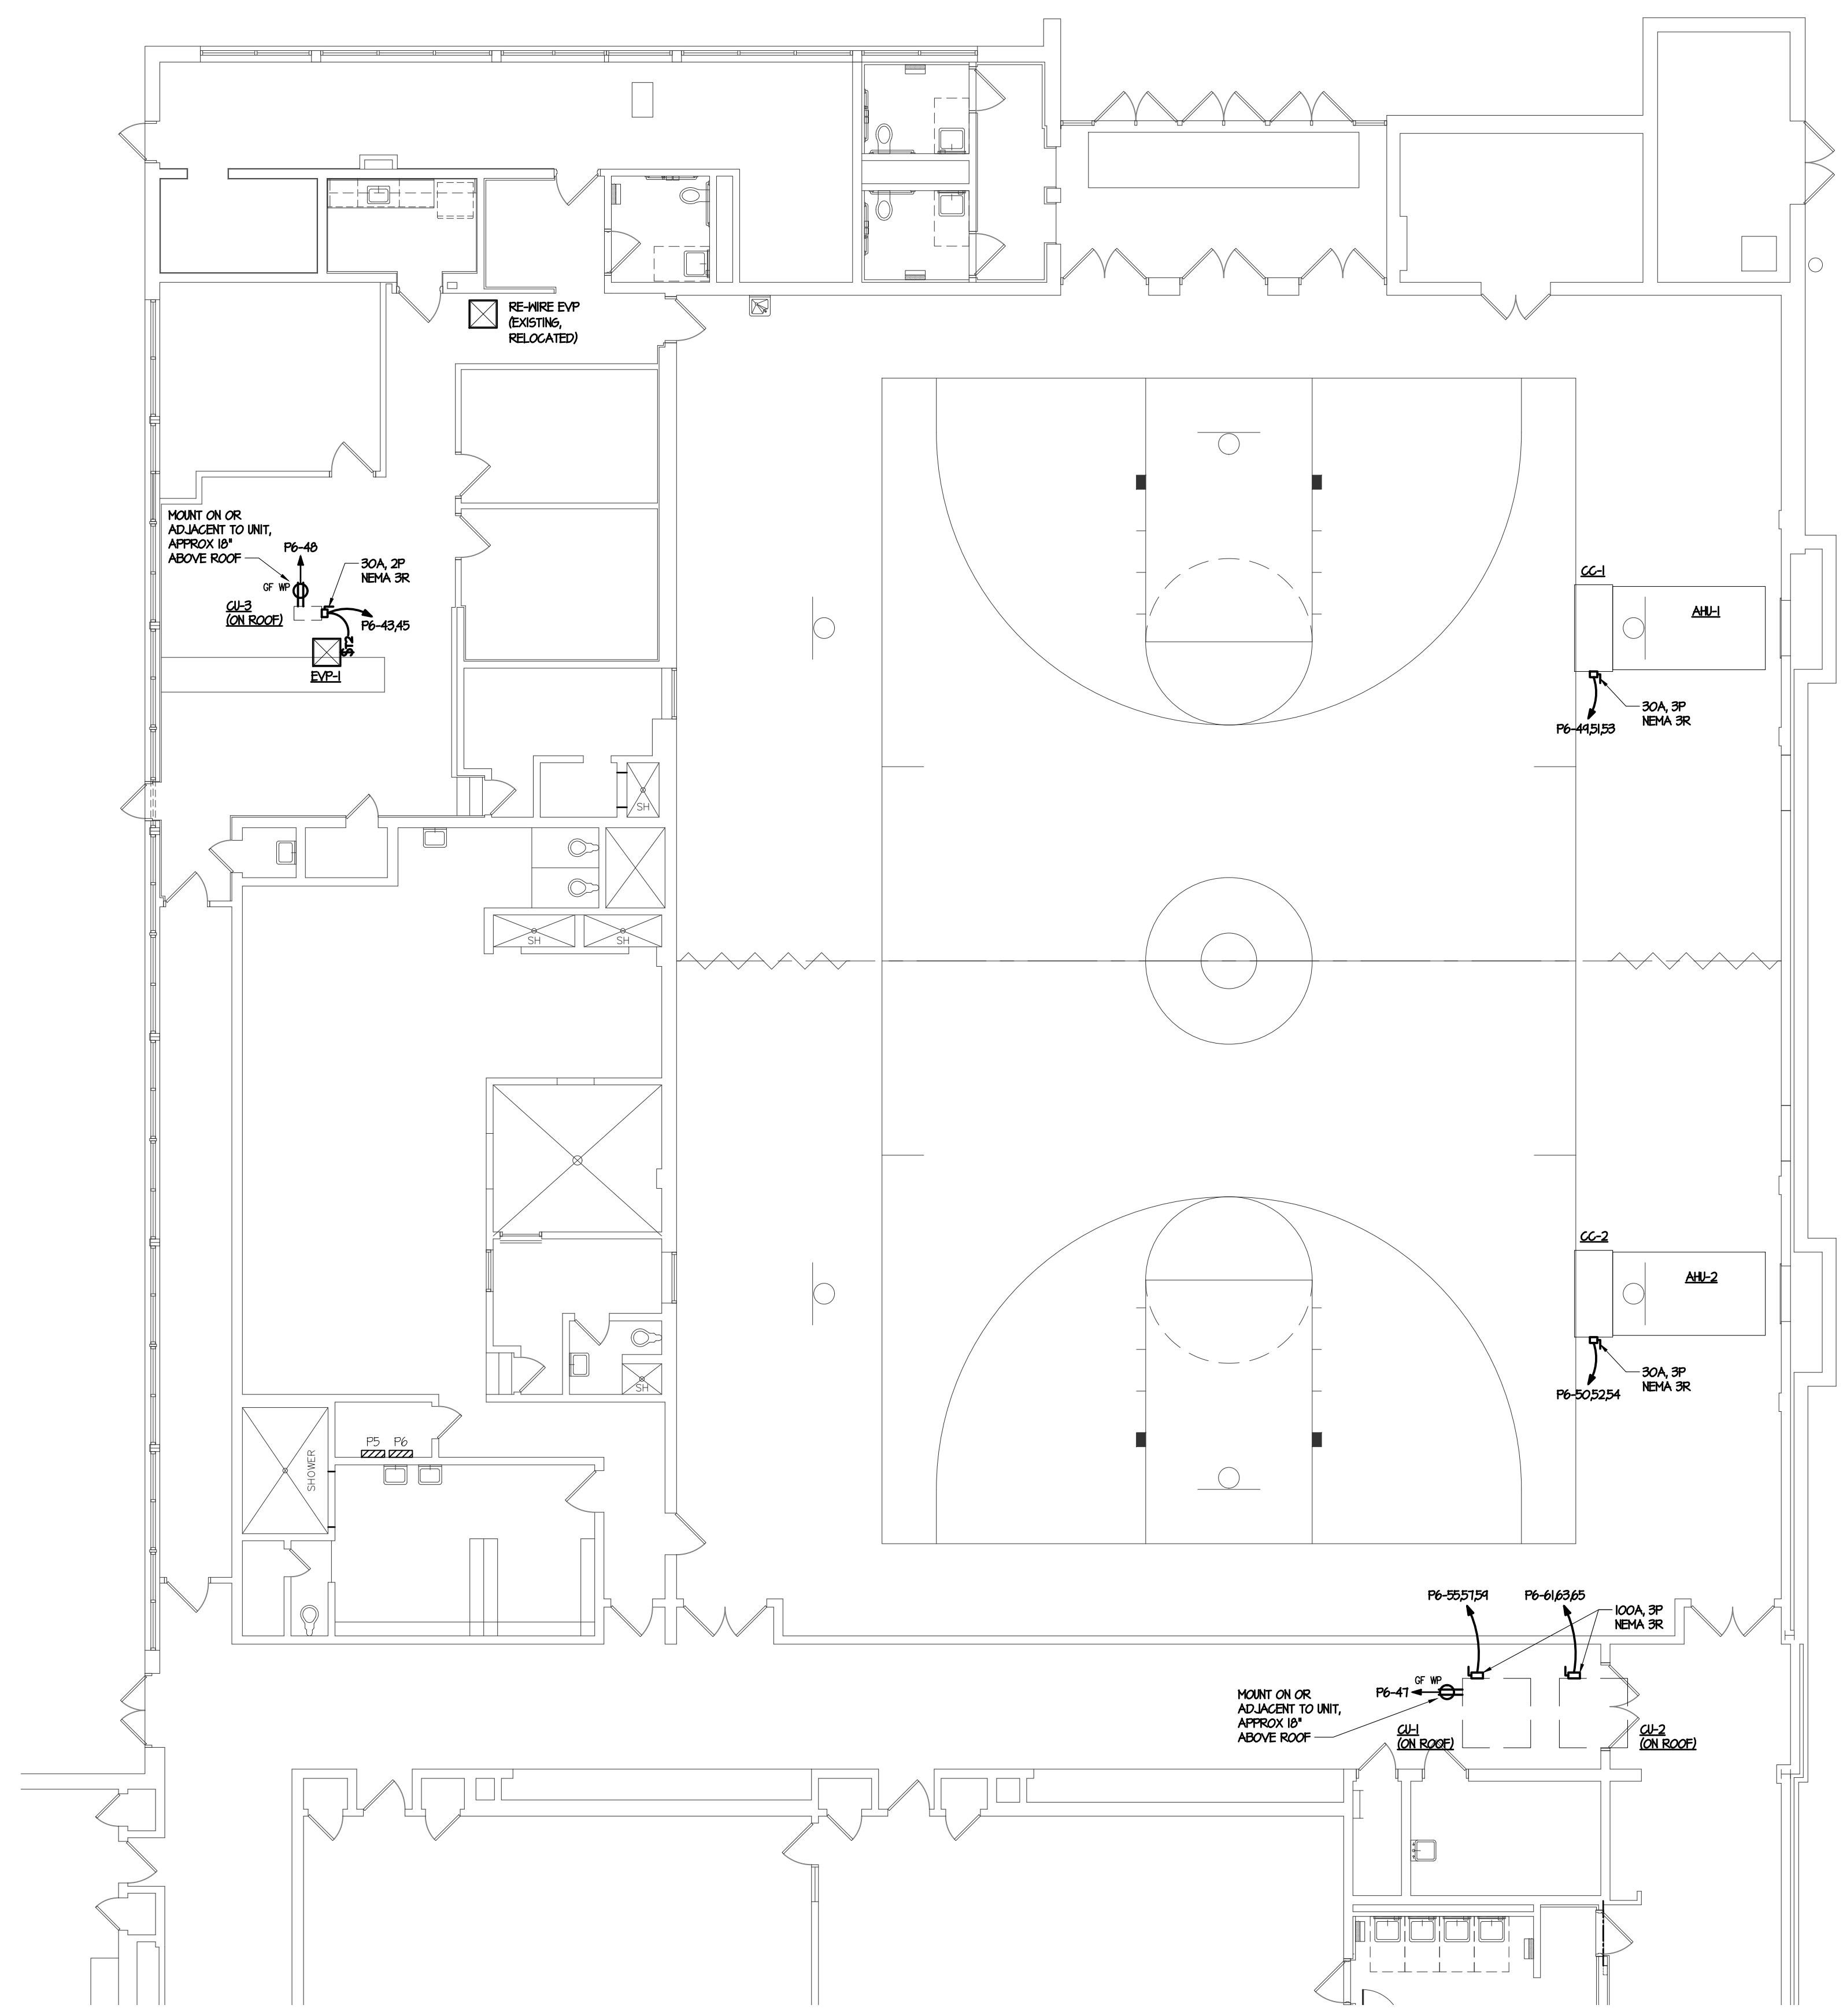 RE-WIRE EVP
(EXISTING,
RELOCATED)
MOUNT ON OR
ADJACENT TO UNIT,
APPROX 18"
ABOVE ROOF
P6-48
GF WP
30A, 2P
NEMA 3R
CU-3
(ON ROOF)
P6-43,45
$T2
EVP-1
CC-1
AHU-1
30A, 3P
NEMA 3R
P6-49,51,53
SH
SH
SH
CC-2
AHU-2
30A, 3P
NEMA 3R
P6-50,52,54
SH
P5
P6
SHOWER
P6-55,57,59
P6-61,63,65
100A, 3P
NEMA 3R
GF WP
P6-47
MOUNT ON OR
ADJACENT TO UNIT,
APPROX 18"
ABOVE ROOF
CU-1
(ON ROOF)
CU-2
(ON ROOF)